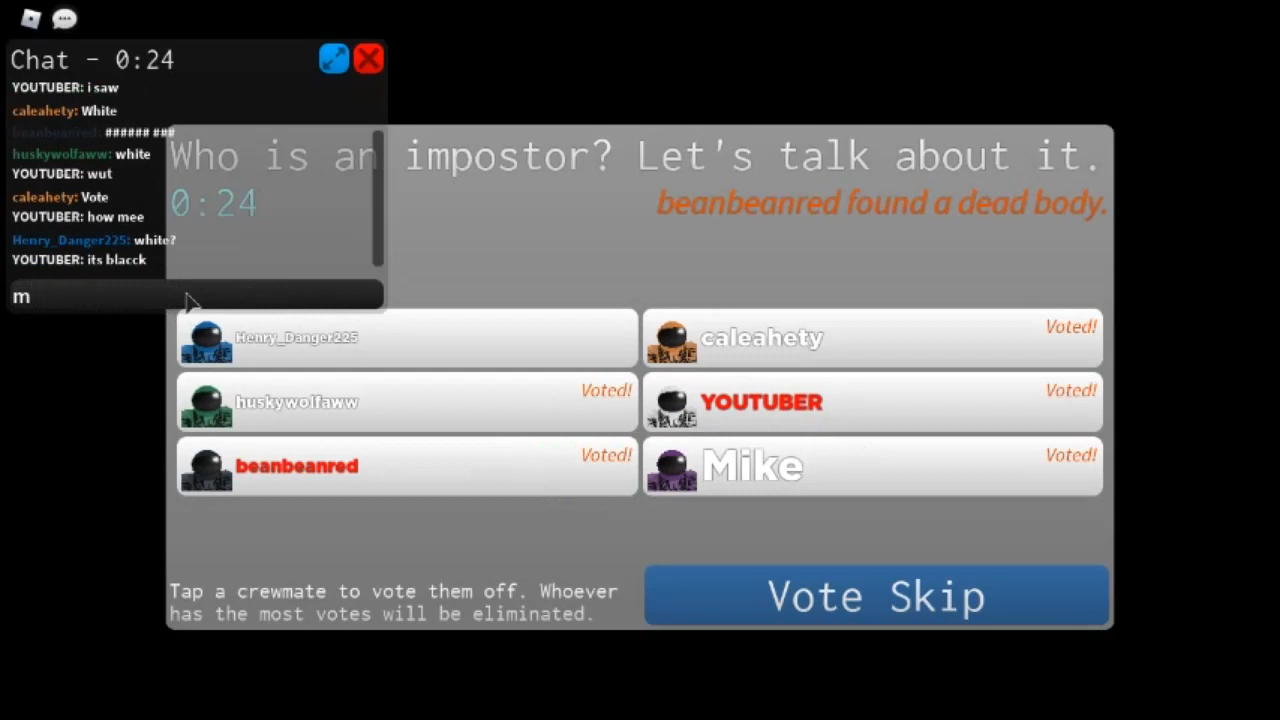 Chat - 0:24
YOUTUBER: i saw
caleahety: White
beanbeanred: ###### ###
huskywolfaww: white
YOUTUBER: wut
caleahety: Vote
YOUTUBER: how mee
Henry_Danger225: white?
YOUTUBER: its blacck
m
Who is an impostor? Let's talk about it.
0:24
beanbeanred found a dead body.
Henry_Danger225
caleahety
Voted!
huskywolfaww
Voted!
YOUTUBER
Voted!
beanbeanred
Voted!
Mike
Voted!
Tap a crewmate to vote them off. Whoever
has the most votes will be eliminated.
Vote Skip